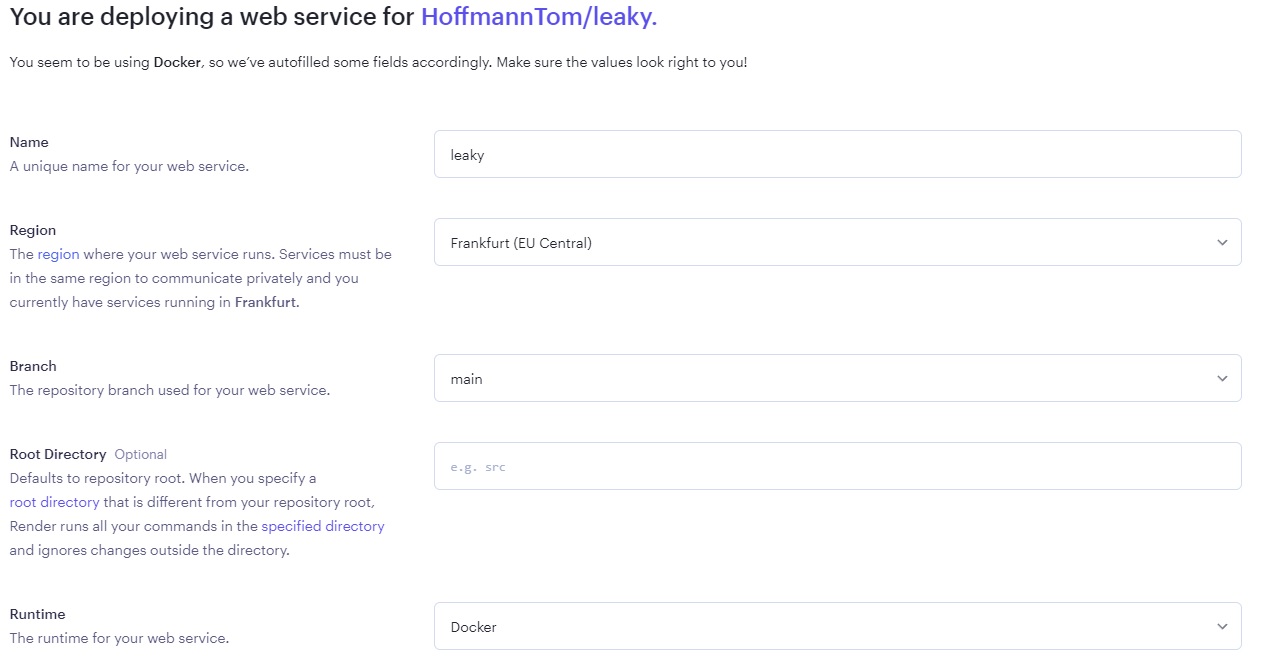 You are deploying a web service for HoffmannTom/leaky.
You seem to be using Docker, so we’ve autofilled some fields accordingly. Make sure the values look right to you!
Name
A unique name for your web service.
leaky
Region
The region where your web service runs. Services must be
in the same region to communicate privately and you
currently have services running in Frankfurt.
Frankfurt (EU Central)
Branch
The repository branch used for your web service.
main
Root Directory Optional
Defaults to repository root. When you specify a
root directory that is different from your repository root,
Render runs all your commands in the specified directory
and ignores changes outside the directory.
e.g. src
Runtime
The runtime for your web service.
Docker